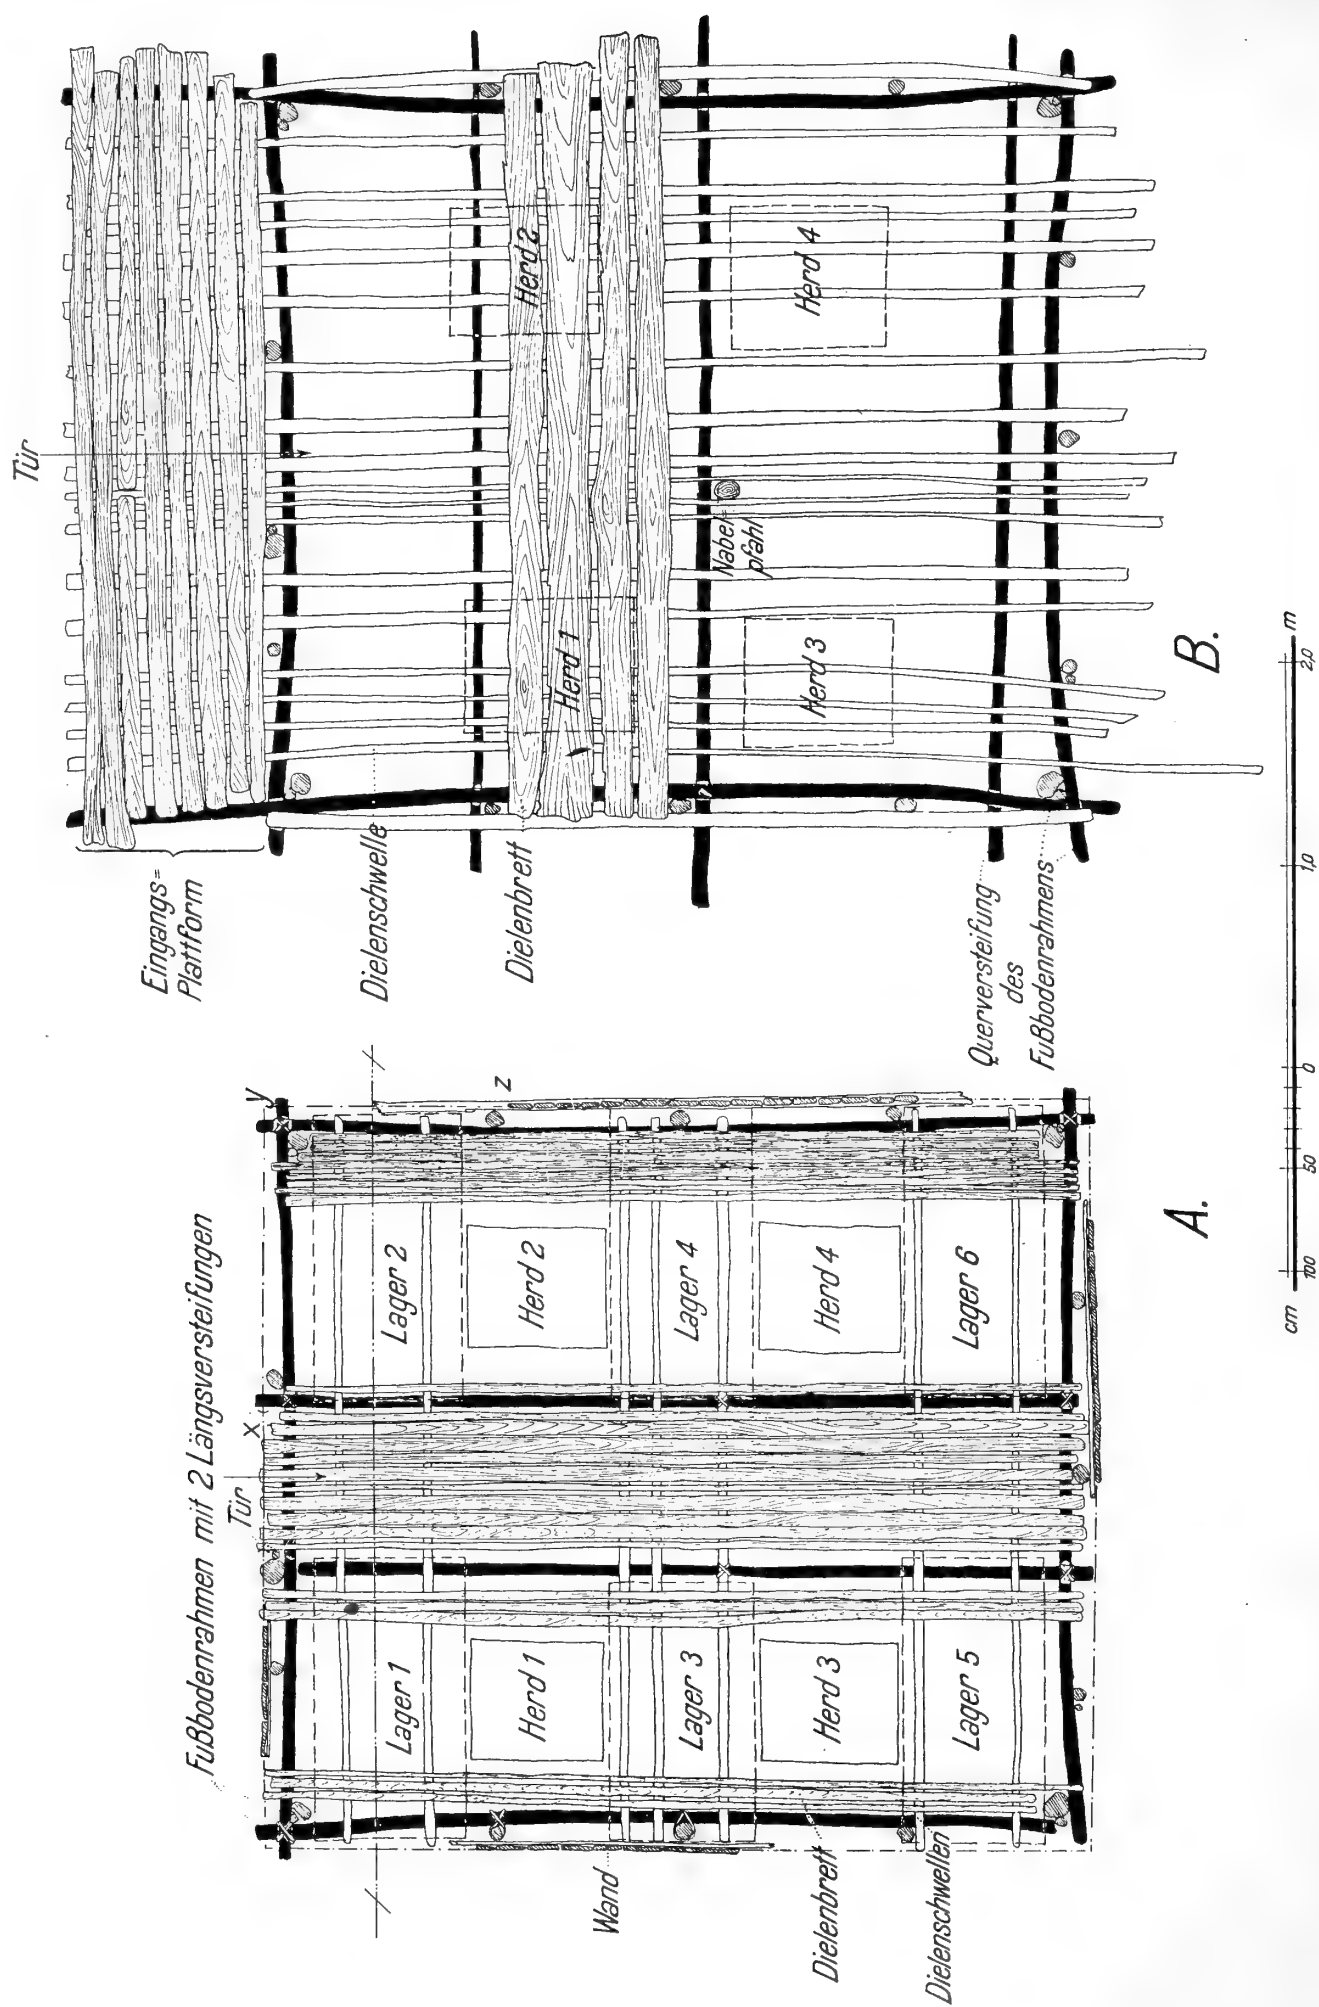 Fußbodenrahmen mit 2 Längsversteifungen
Tür
x
y
z
Lager 1
Herd 1
Lager 3
Herd 3
Lager 5
Lager 2
Herd 2
Lager 4
Herd 4
Lager 6
Wand
Dielenbrett
Dielenschwellen
A.
Tür
Eingangs=
Plattform
Dielenschwelle
Dielenbrett
Querversteifung
des
Fußbodenrahmens
Herd 1
Herd 2
Nabel=
pfahl
Herd 3
Herd 4
B.
cm 100 50 0 1,0 2,0 m